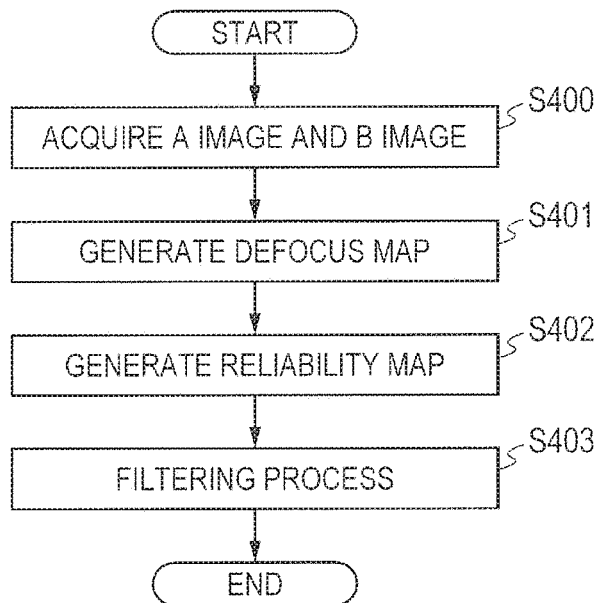 START
ACQUIRE A IMAGE AND B IMAGE
S400
GENERATE DEFOCUS MAP
S401
GENERATE RELIABILITY MAP
S402
FILTERING PROCESS
S403
END